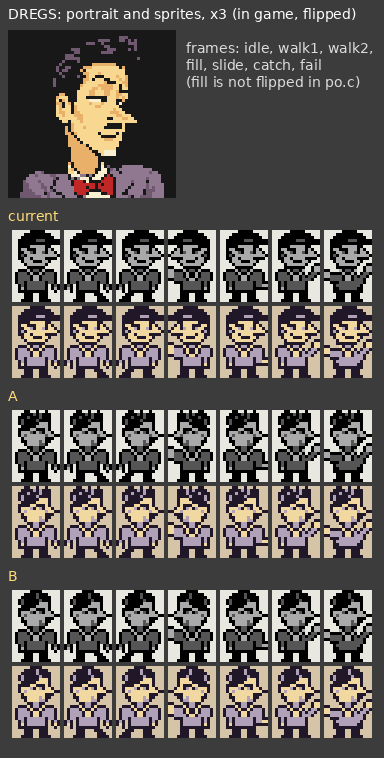 DREGS: portrait and sprites, x3 (in game, flipped)
frames: idle, walk1, walk2,
fill, slide, catch, fail
(fill is not flipped in po.c)
current
A
B